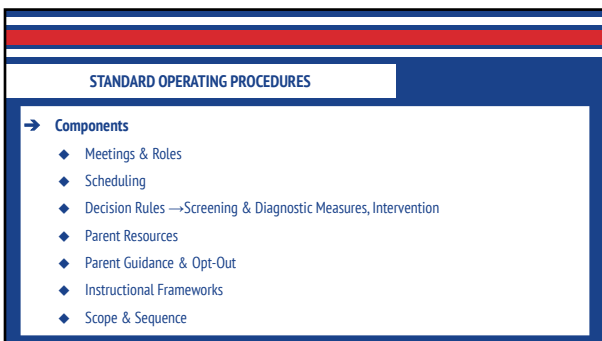 STANDARD OPERATING PROCEDURES
➔ Components
◆ Meetings & Roles
◆ Scheduling
◆ Decision Rules →Screening & Diagnostic Measures, Intervention
◆ Parent Resources
◆ Parent Guidance & Opt-Out
◆ Instructional Frameworks
◆ Scope & Sequence